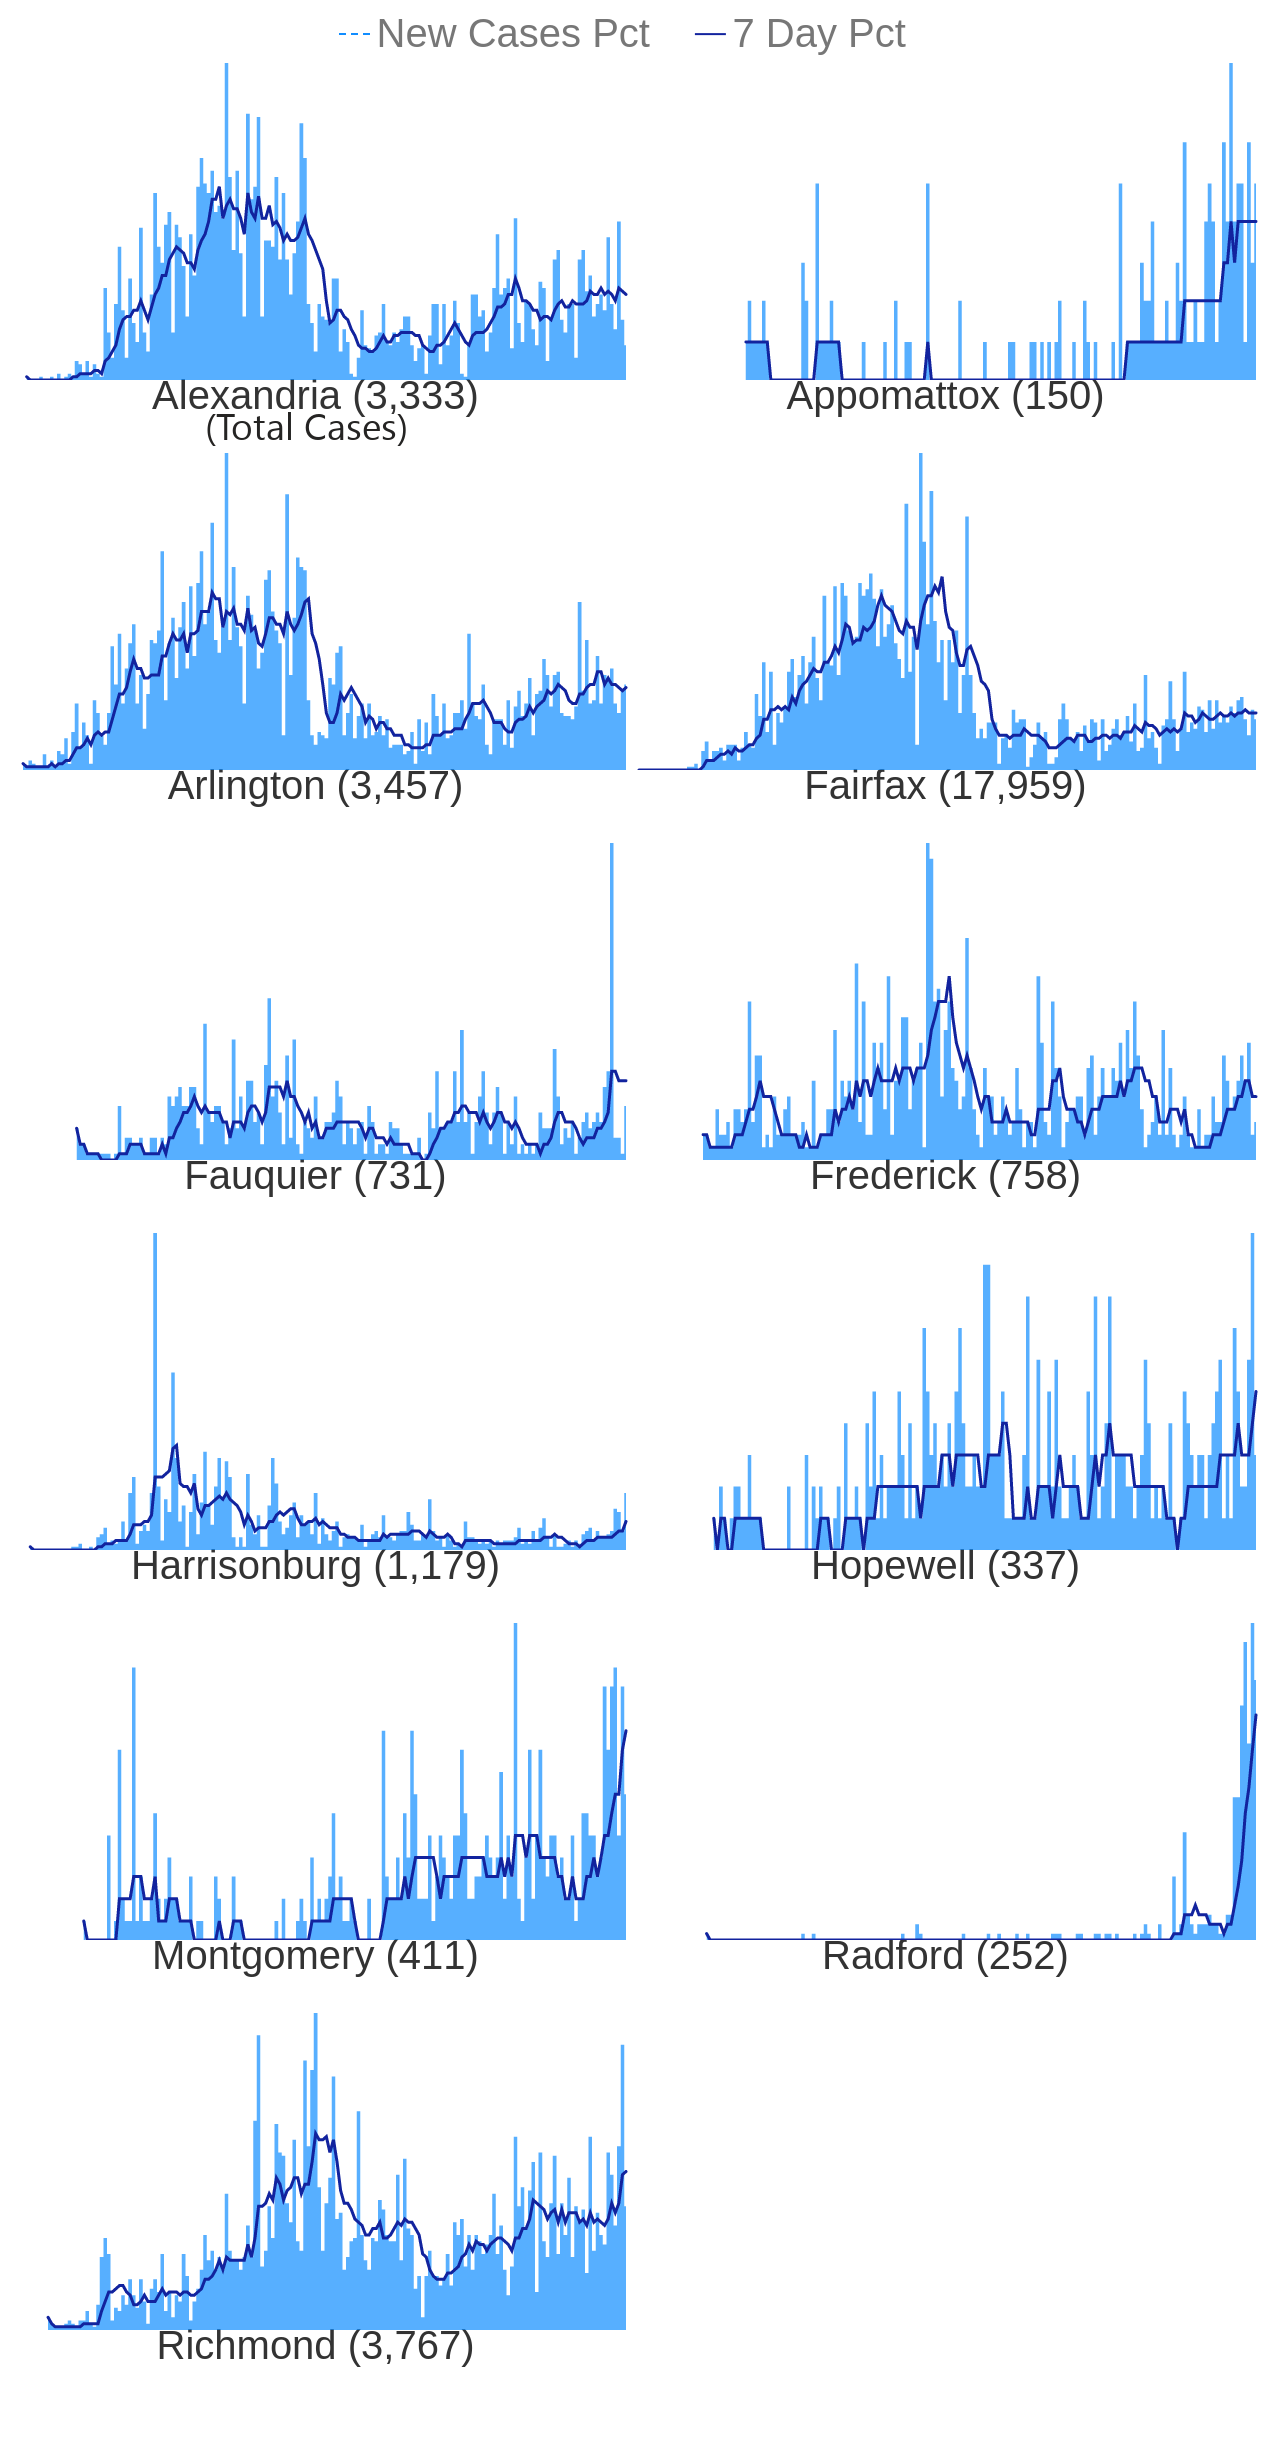 New Cases Pct 7 Day Pct
Alexandria (3,333) Appomattox (150)
(Total Cases)
Arlington (3,457) Fairfax (17,959)
Fauquier (731) Frederick (758)
Harrisonburg (1,179) Hopewell (337)
Montgomery (411) Radford (252)
Richmond (3,767)